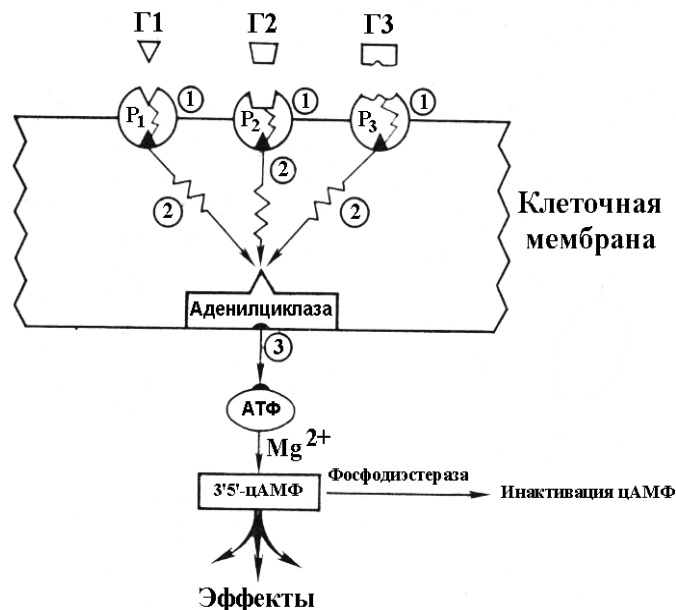 Г1 Г2 Г3
1 1 1
P1 P2 P3
2
2 2
Клеточная
мембрана
Аденилциклаза
3
АТФ
Mg 2+
Фосфодиэстераза
3'5'-цАМФ
Инактивация цАМФ
Эффекты